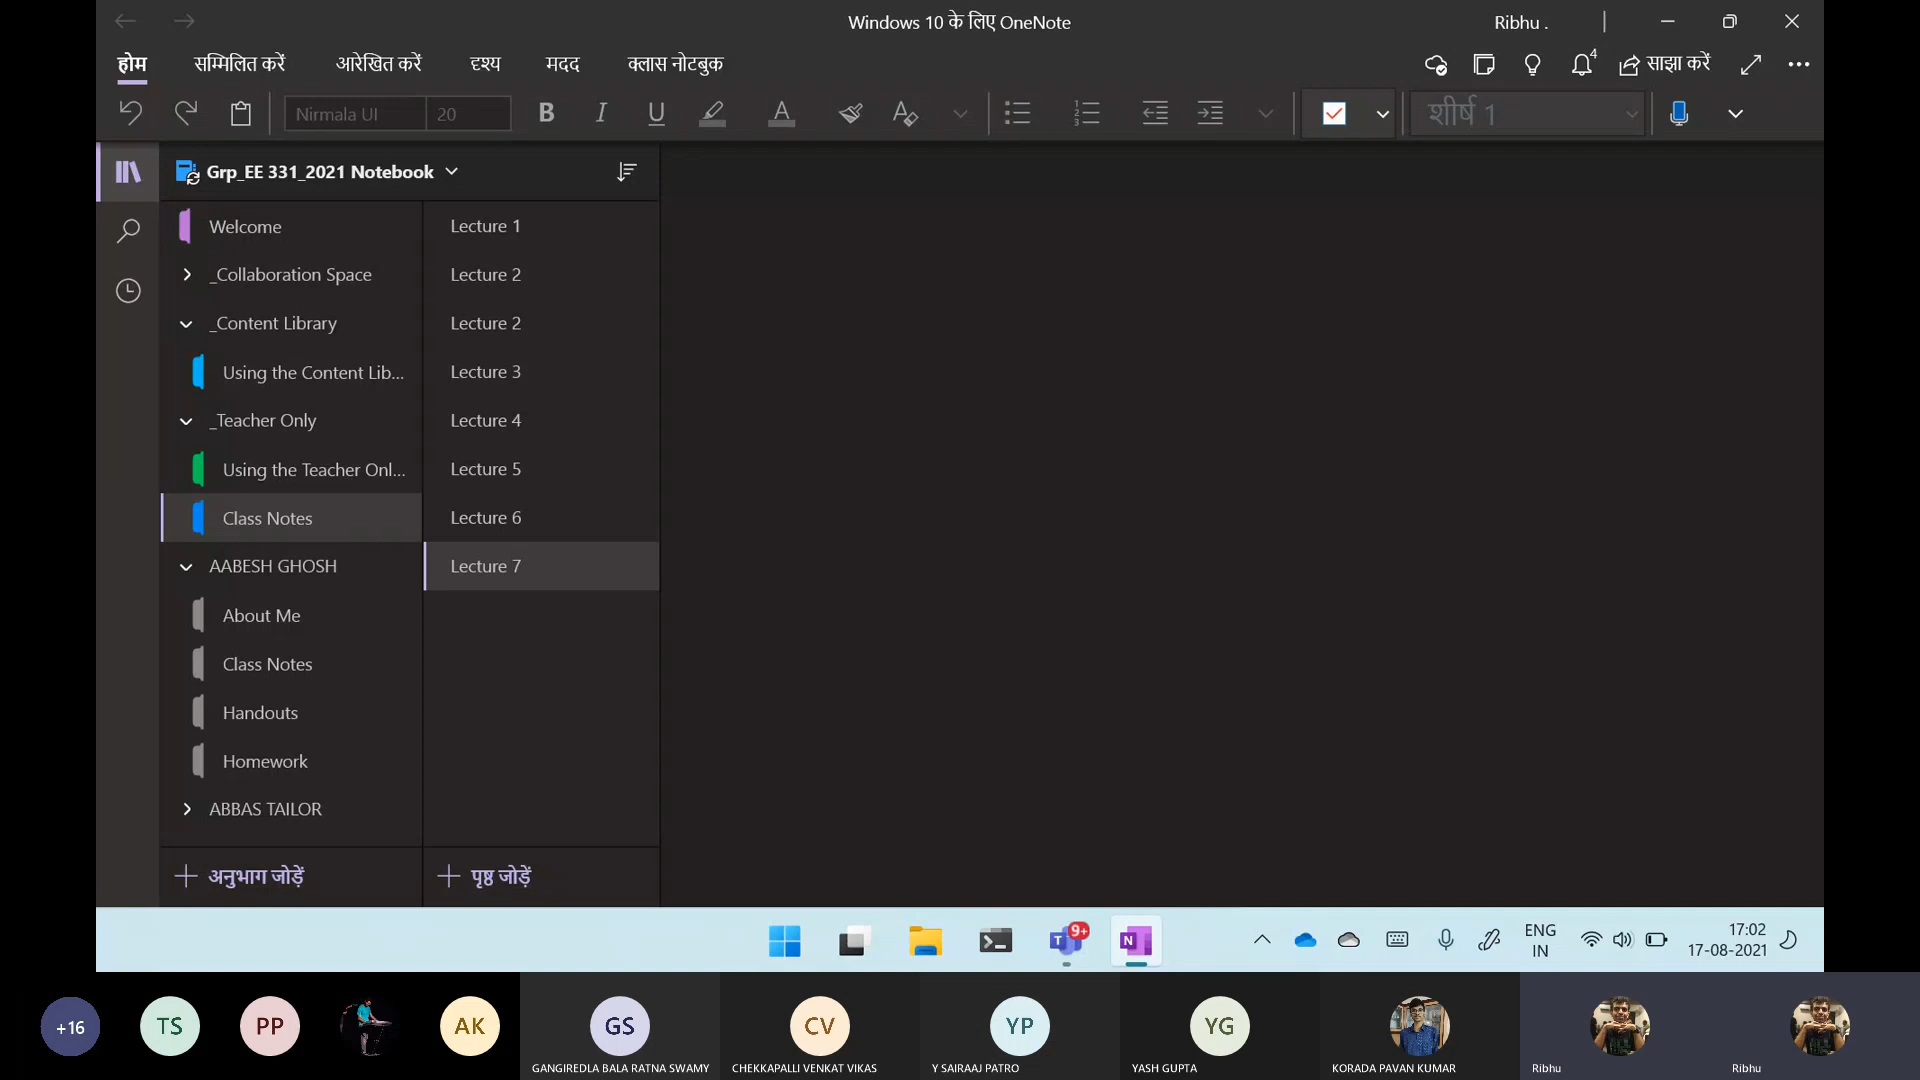 Windows 10 के लिए OneNote
Ribhu .
होम
सम्मिलित करें
आरेखित करें
दृश्य
मदद
क्लास नोटबुक
4
साझा करें
Nirmala UI
20
B
I
U
A
A
शीर्ष 1
Grp_EE 331_2021 Notebook
Welcome
_Collaboration Space
_Content Library
Using the Content Lib...
_Teacher Only
Using the Teacher Onl...
Class Notes
AABESH GHOSH
About Me
Class Notes
Handouts
Homework
ABBAS TAILOR
Lecture 1
Lecture 2
Lecture 2
Lecture 3
Lecture 4
Lecture 5
Lecture 6
Lecture 7
अनुभाग जोड़ें
पृष्ठ जोड़ें
9+
T
N
ENG
IN
17:02
17-08-2021
+16
TS
PP
AK
GS
CV
YP
YG
GANGIREDLA BALA RATNA SWAMY
CHEKKAPALLI VENKAT VIKAS
Y SAIRAAJ PATRO
YASH GUPTA
KORADA PAVAN KUMAR
Ribhu
Ribhu